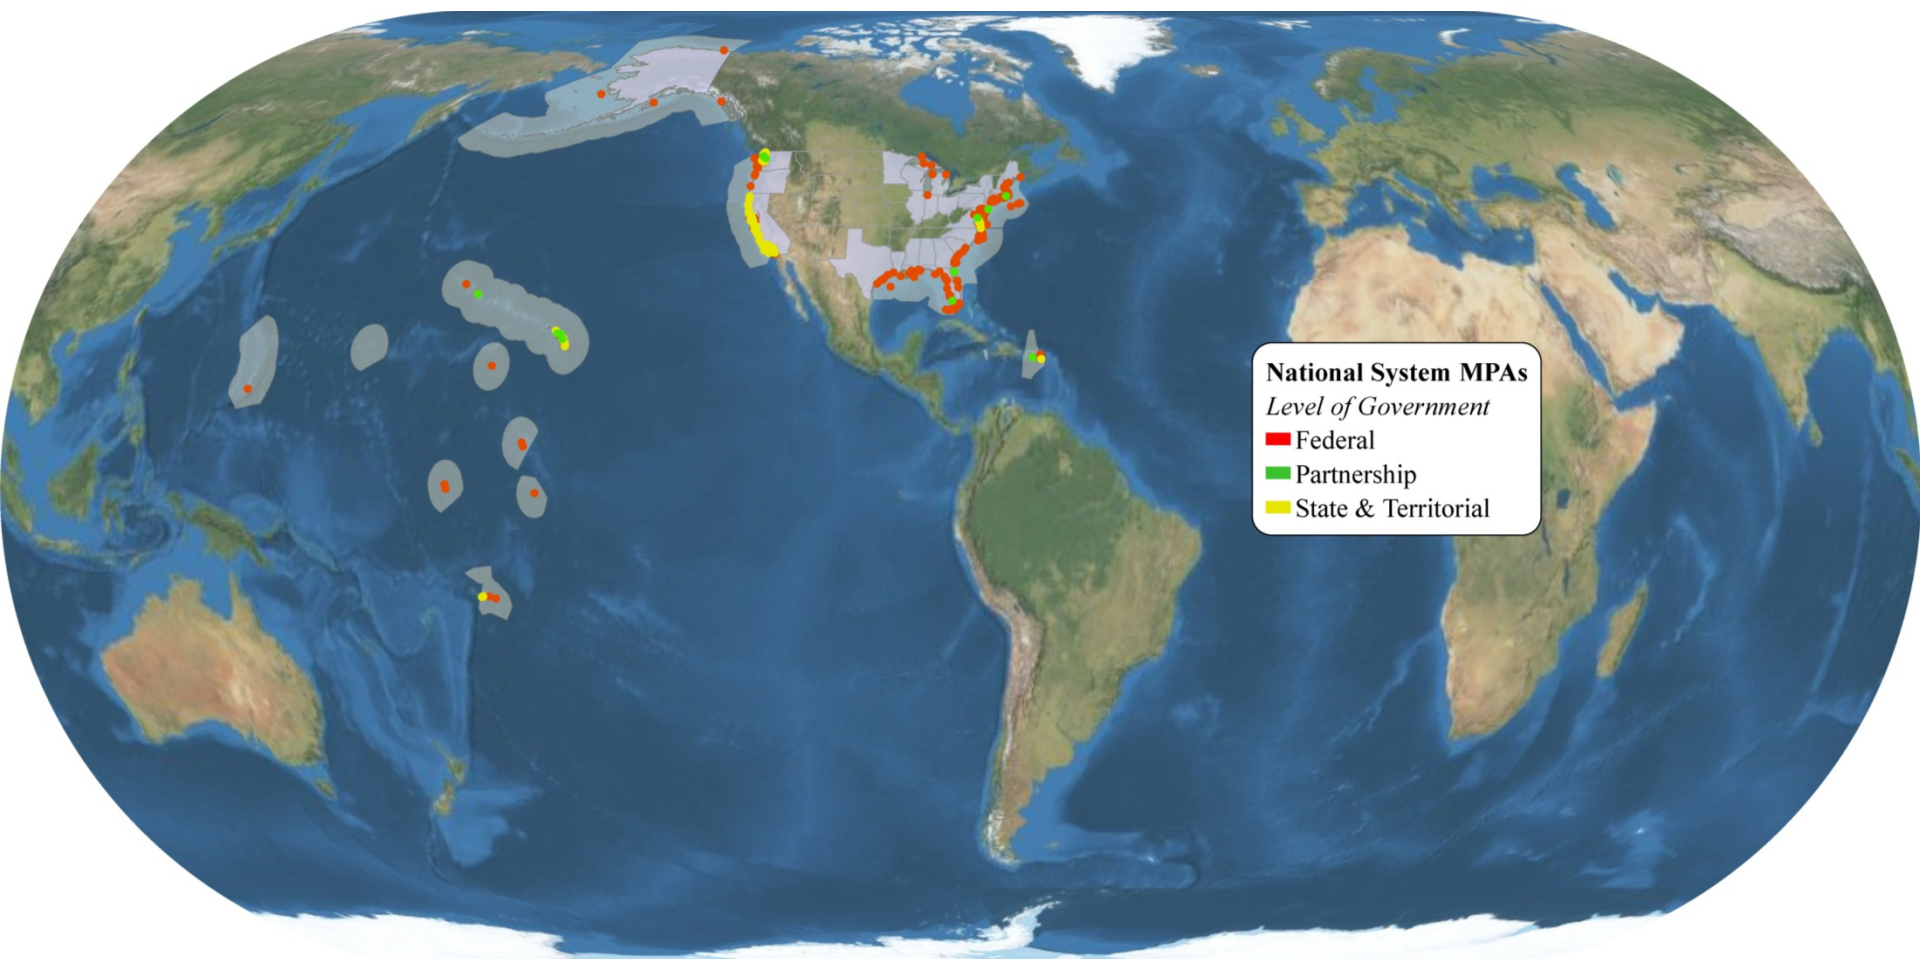 National System MPAs
Level of Government
Federal
Partnership
State & Territorial